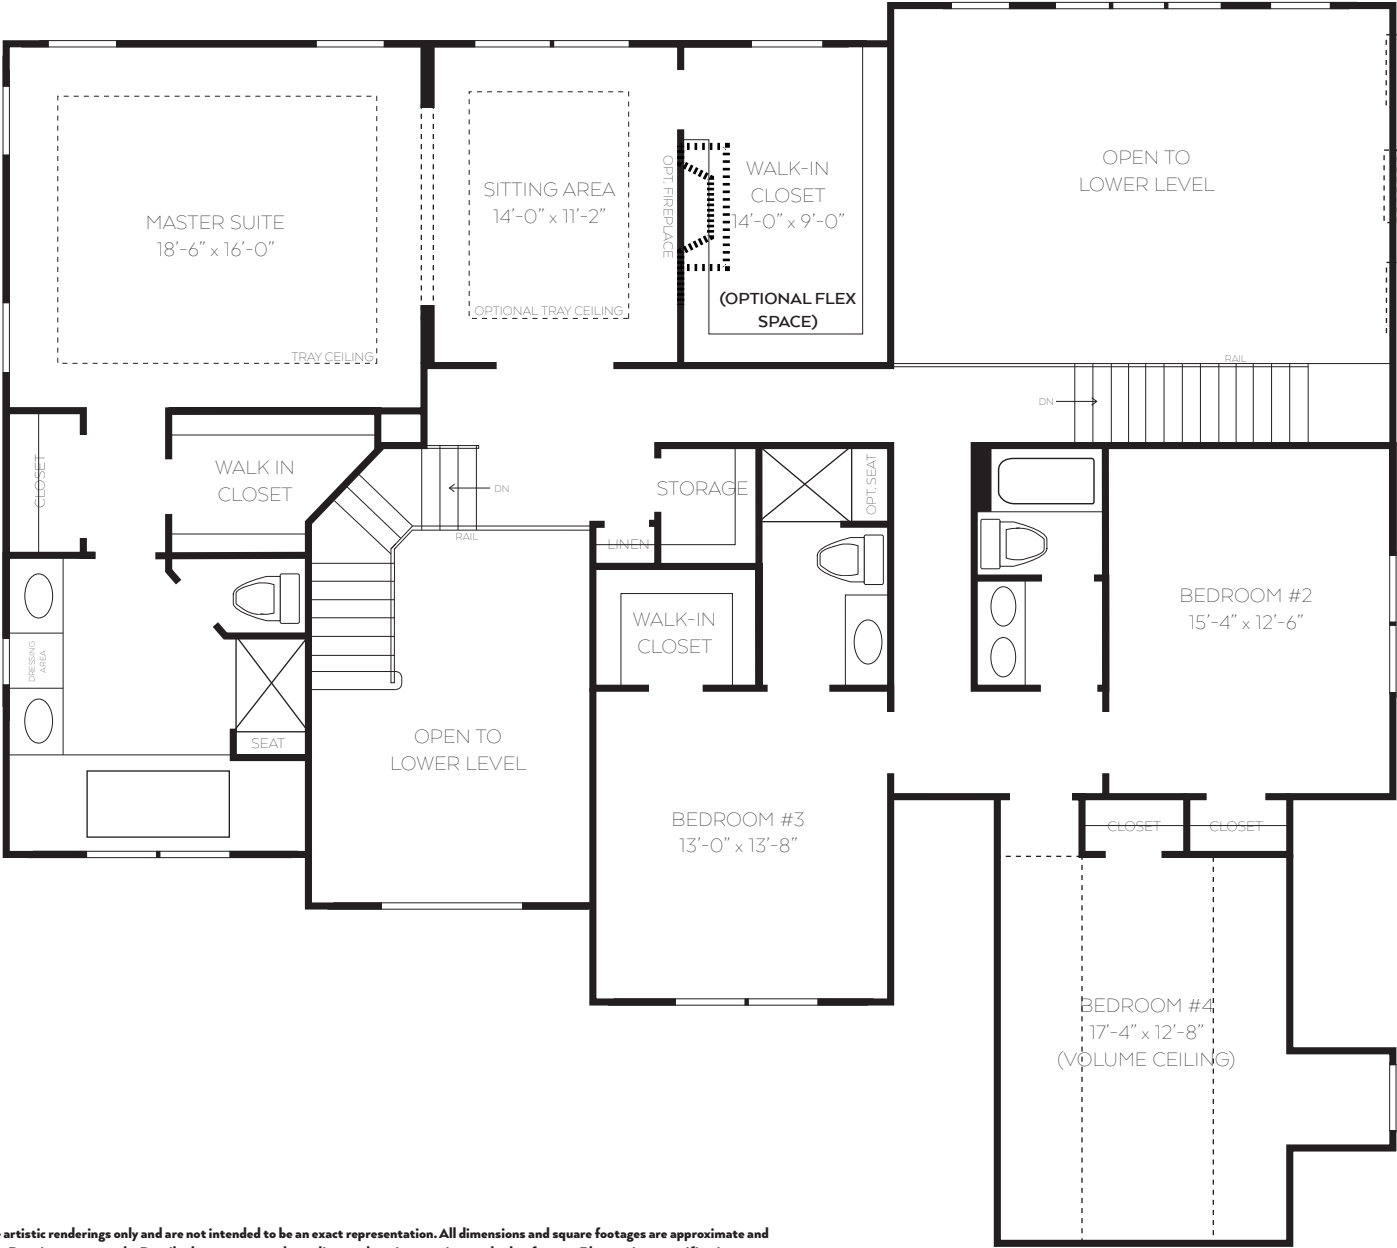 OPEN TO
LOWER LEVEL
MASTER SUITE
18'-6" x 16'-0"
TRAY CEILING
SITTING AREA
14'-0" x 11'-2"
OPTIONAL TRAY CEILING
OPT. FIREPLACE
WALK-IN
CLOSET
14'-0" x 9'-0"
(OPTIONAL FLEX
SPACE)
RAIL
DN
CLOSET
WALK IN
CLOSET
DN
RAIL
STORAGE
LINEN
OPT. SEAT
WALK-IN
CLOSET
BEDROOM #2
15'-4" x 12'-6"
DRESSING
AREA
SEAT
OPEN TO
LOWER LEVEL
BEDROOM #3
13'-0" x 13'-8"
CLOSET
CLOSET
BEDROOM #4
17'-4" x 12'-8"
(VOLUME CEILING)
artistic renderings only and are not intended to be an exact representation. All dimensions and square footages are approximate and